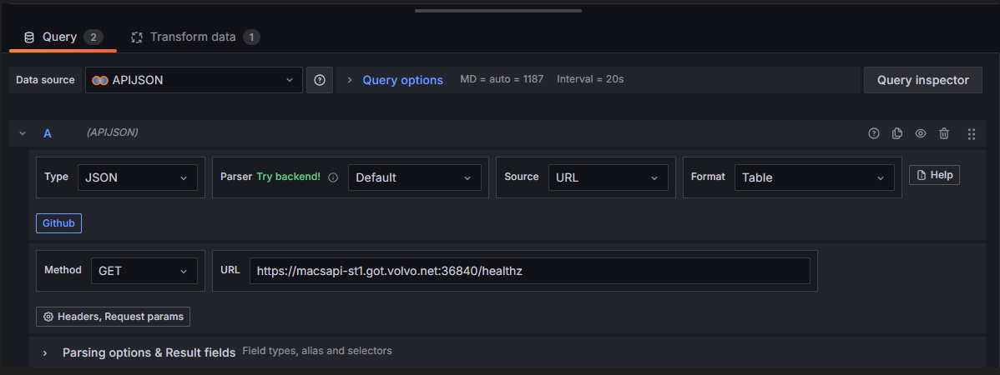 Query 2 Transform data 1
Data source APIJSON Query options MD = auto = 1187 Interval = 20s Query inspector
A (APIJSON)
Type JSON Parser Try backend! Default Source URL Format Table Help
Github
Method GET URL https://macsapi-st1.got.volvo.net:36840/healthz
Headers, Request params
Parsing options & Result fields Field types, alias and selectors